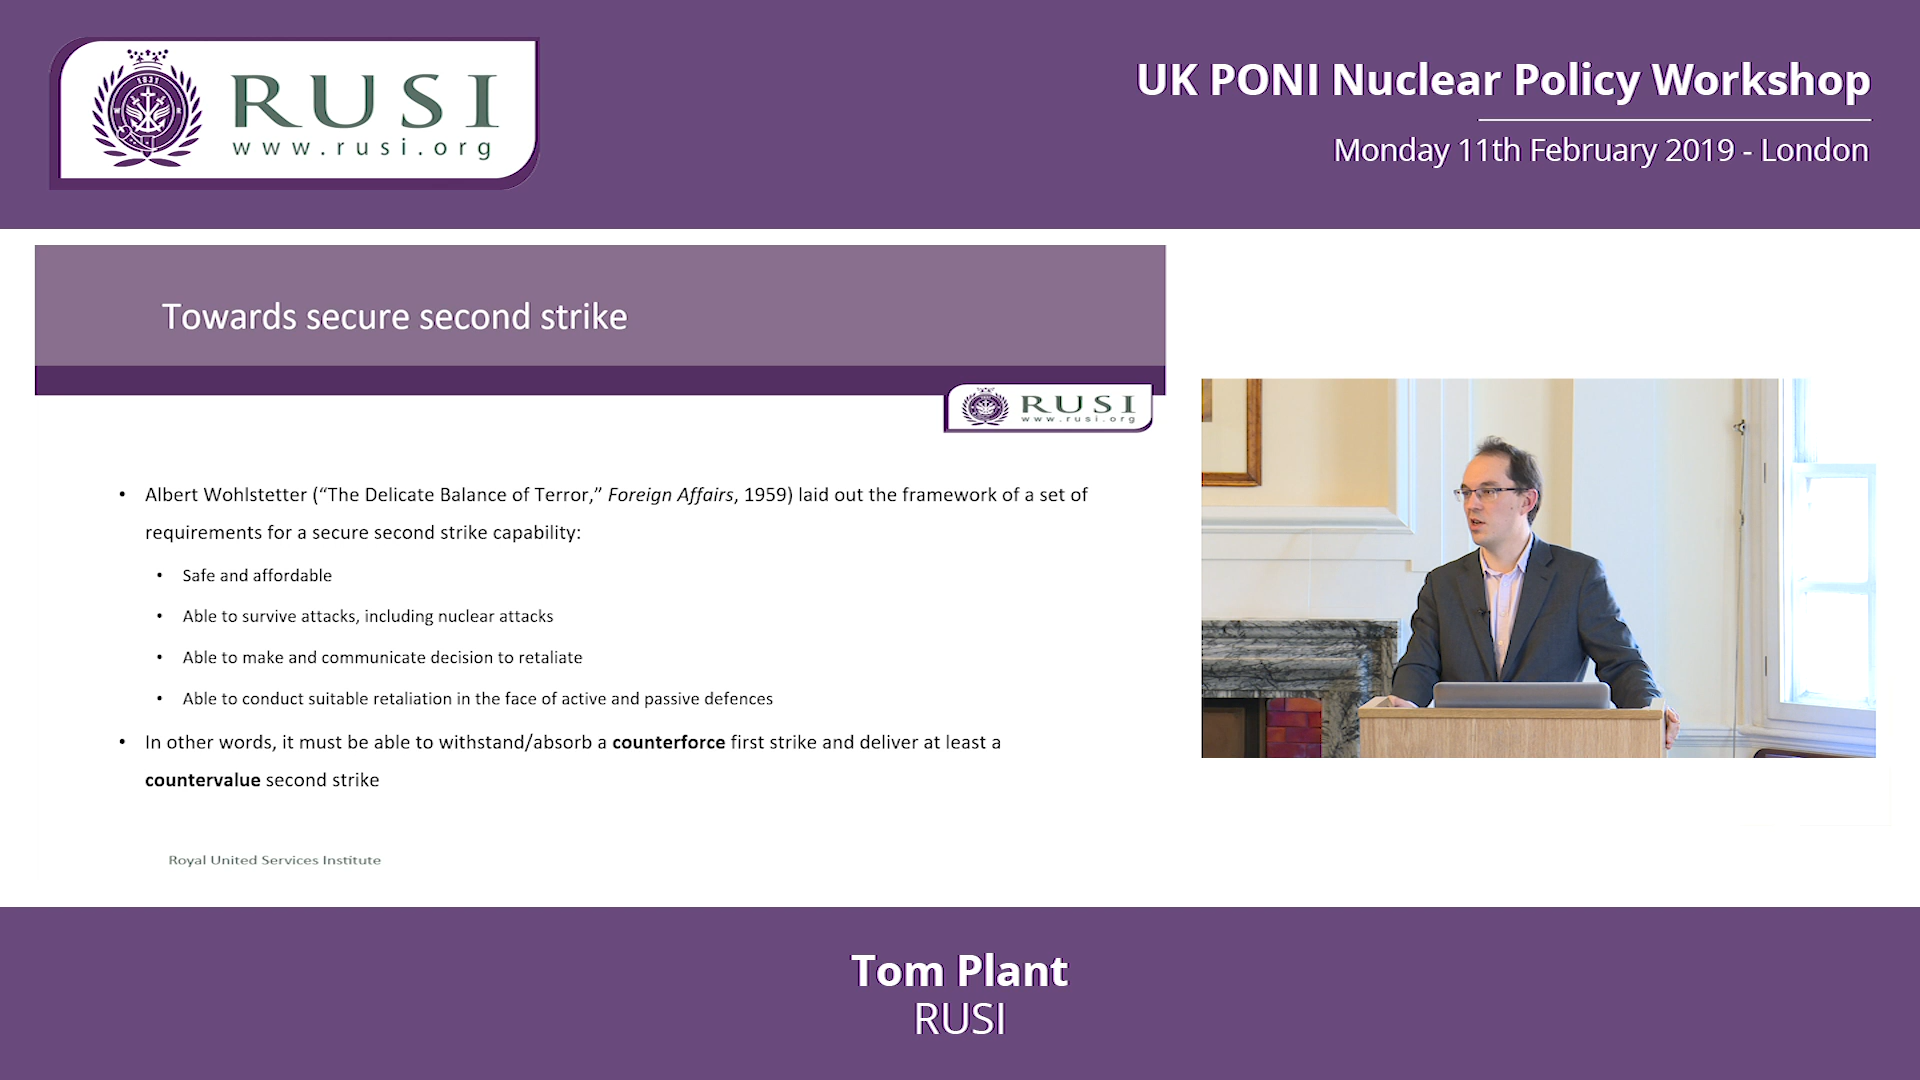 1831
RUSI
www.rusi.org
UK PONI Nuclear Policy Workshop
Monday 11th February 2019 - London
Towards secure second strike
RUSI
www.rusi.org
• Albert Wohlstetter (“The Delicate Balance of Terror,” Foreign Affairs, 1959) laid out the framework of a set of
requirements for a secure second strike capability:
• Safe and affordable
• Able to survive attacks, including nuclear attacks
• Able to make and communicate decision to retaliate
• Able to conduct suitable retaliation in the face of active and passive defences
• In other words, it must be able to withstand/absorb a counterforce first strike and deliver at least a
countervalue second strike
Royal United Services Institute
Tom Plant
RUSI